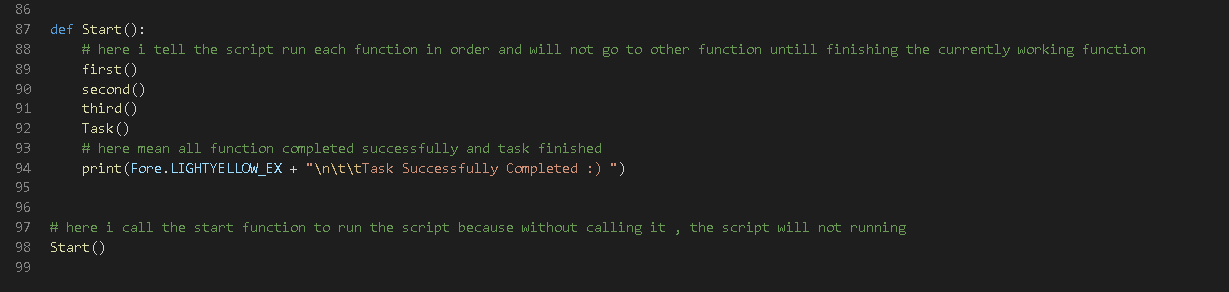 86
87 def Start():
88 # here i tell the script run each function in order and will not go to other function untill finishing the currently working function
89 first()
90 second()
91 third()
92 Task()
93 # here mean all function completed successfully and task finished
94 print(Fore.LIGHTYELLOW_EX + "\n\t\tTask Successfully Completed :) ")
95
96
97 # here i call the start function to run the script because without calling it , the script will not running
98 Start()
99